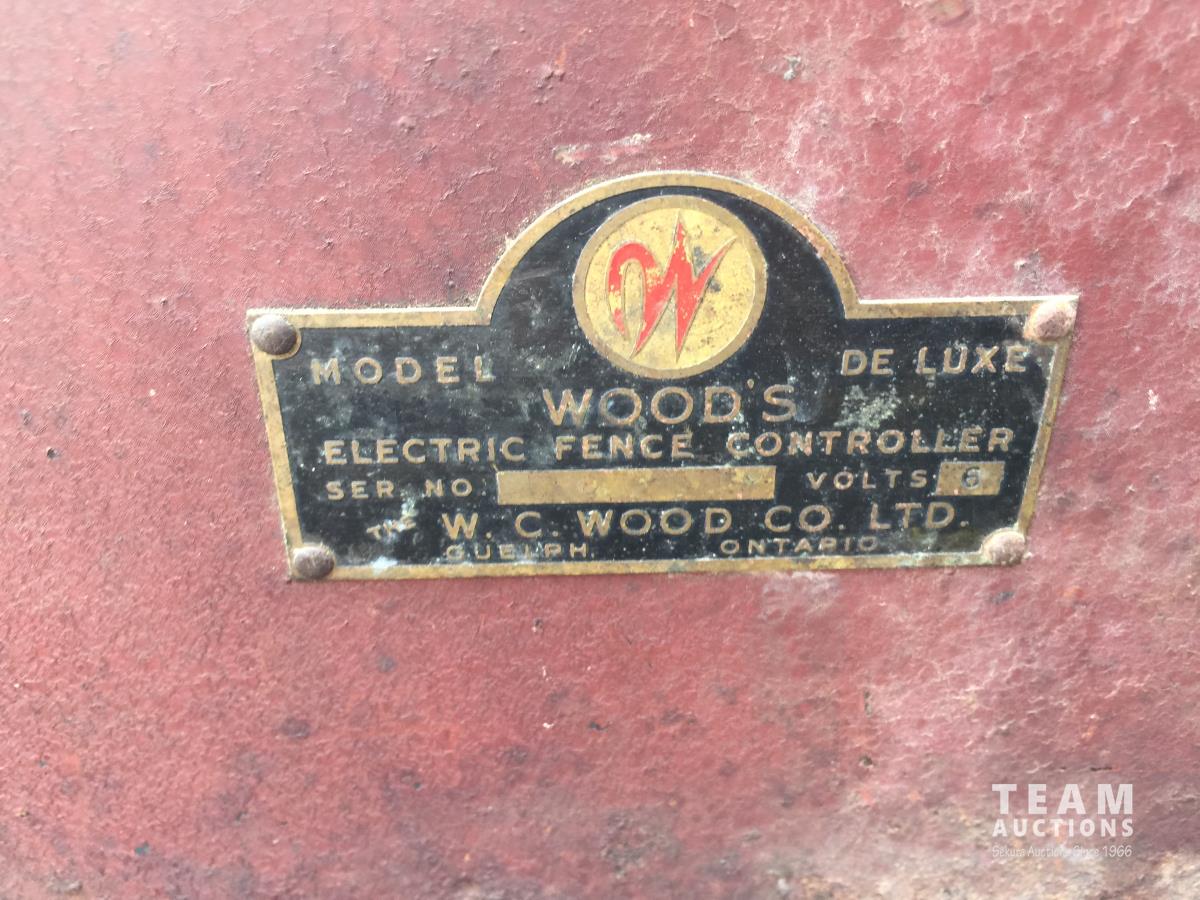 W
MODEL DE LUXE
WOOD'S
ELECTRIC FENCE CONTROLLER
SER. NO. VOLTS 6
THE W. C. WOOD CO. LTD.
GUELPH, ONTARIO
TEAM
AUCTIONS
Sekura Auctions Since 1966